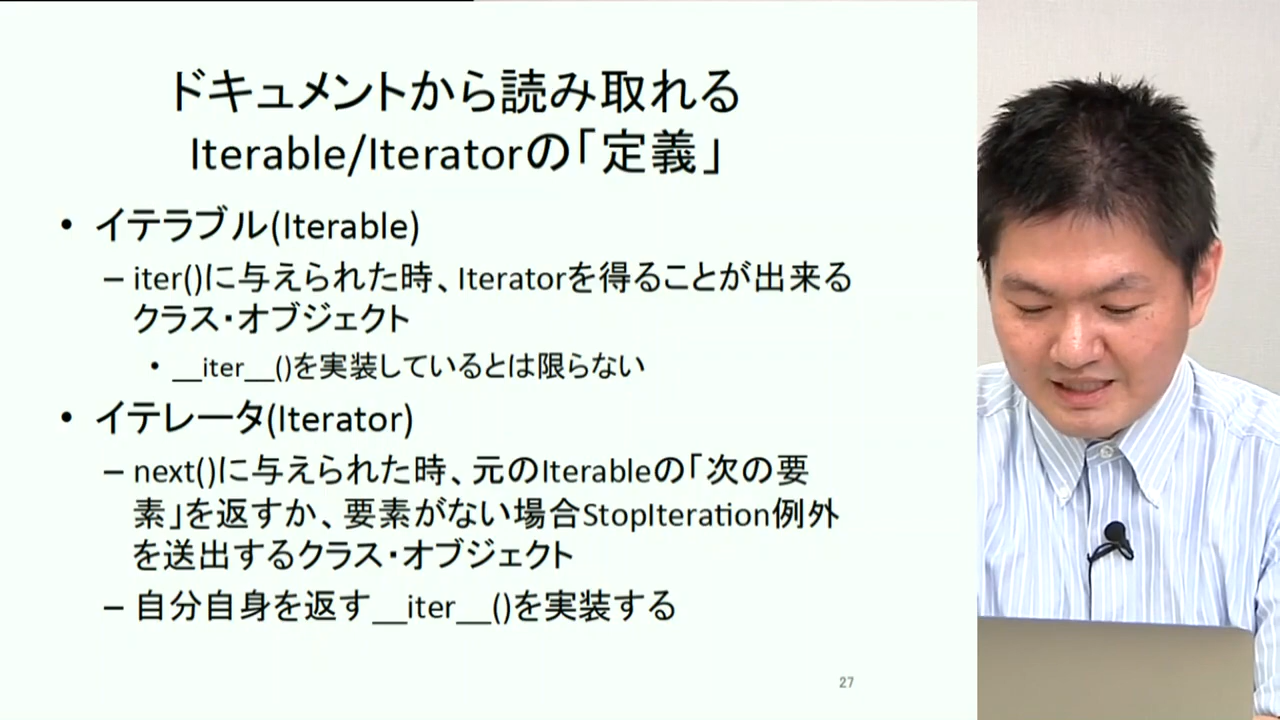 ドキュメントから読み取れる
Iterable/Iteratorの「定義」
• イテラブル(Iterable)
– iter()に与えられた時、Iteratorを得ることが出来る
クラス・オブジェクト
• __iter__()を実装しているとは限らない
• イテレータ(Iterator)
– next()に与えられた時、元のIterableの「次の要
素」を返すか、要素がない場合StopIteration例外
を送出するクラス・オブジェクト
– 自分自身を返す__iter__()を実装する
27